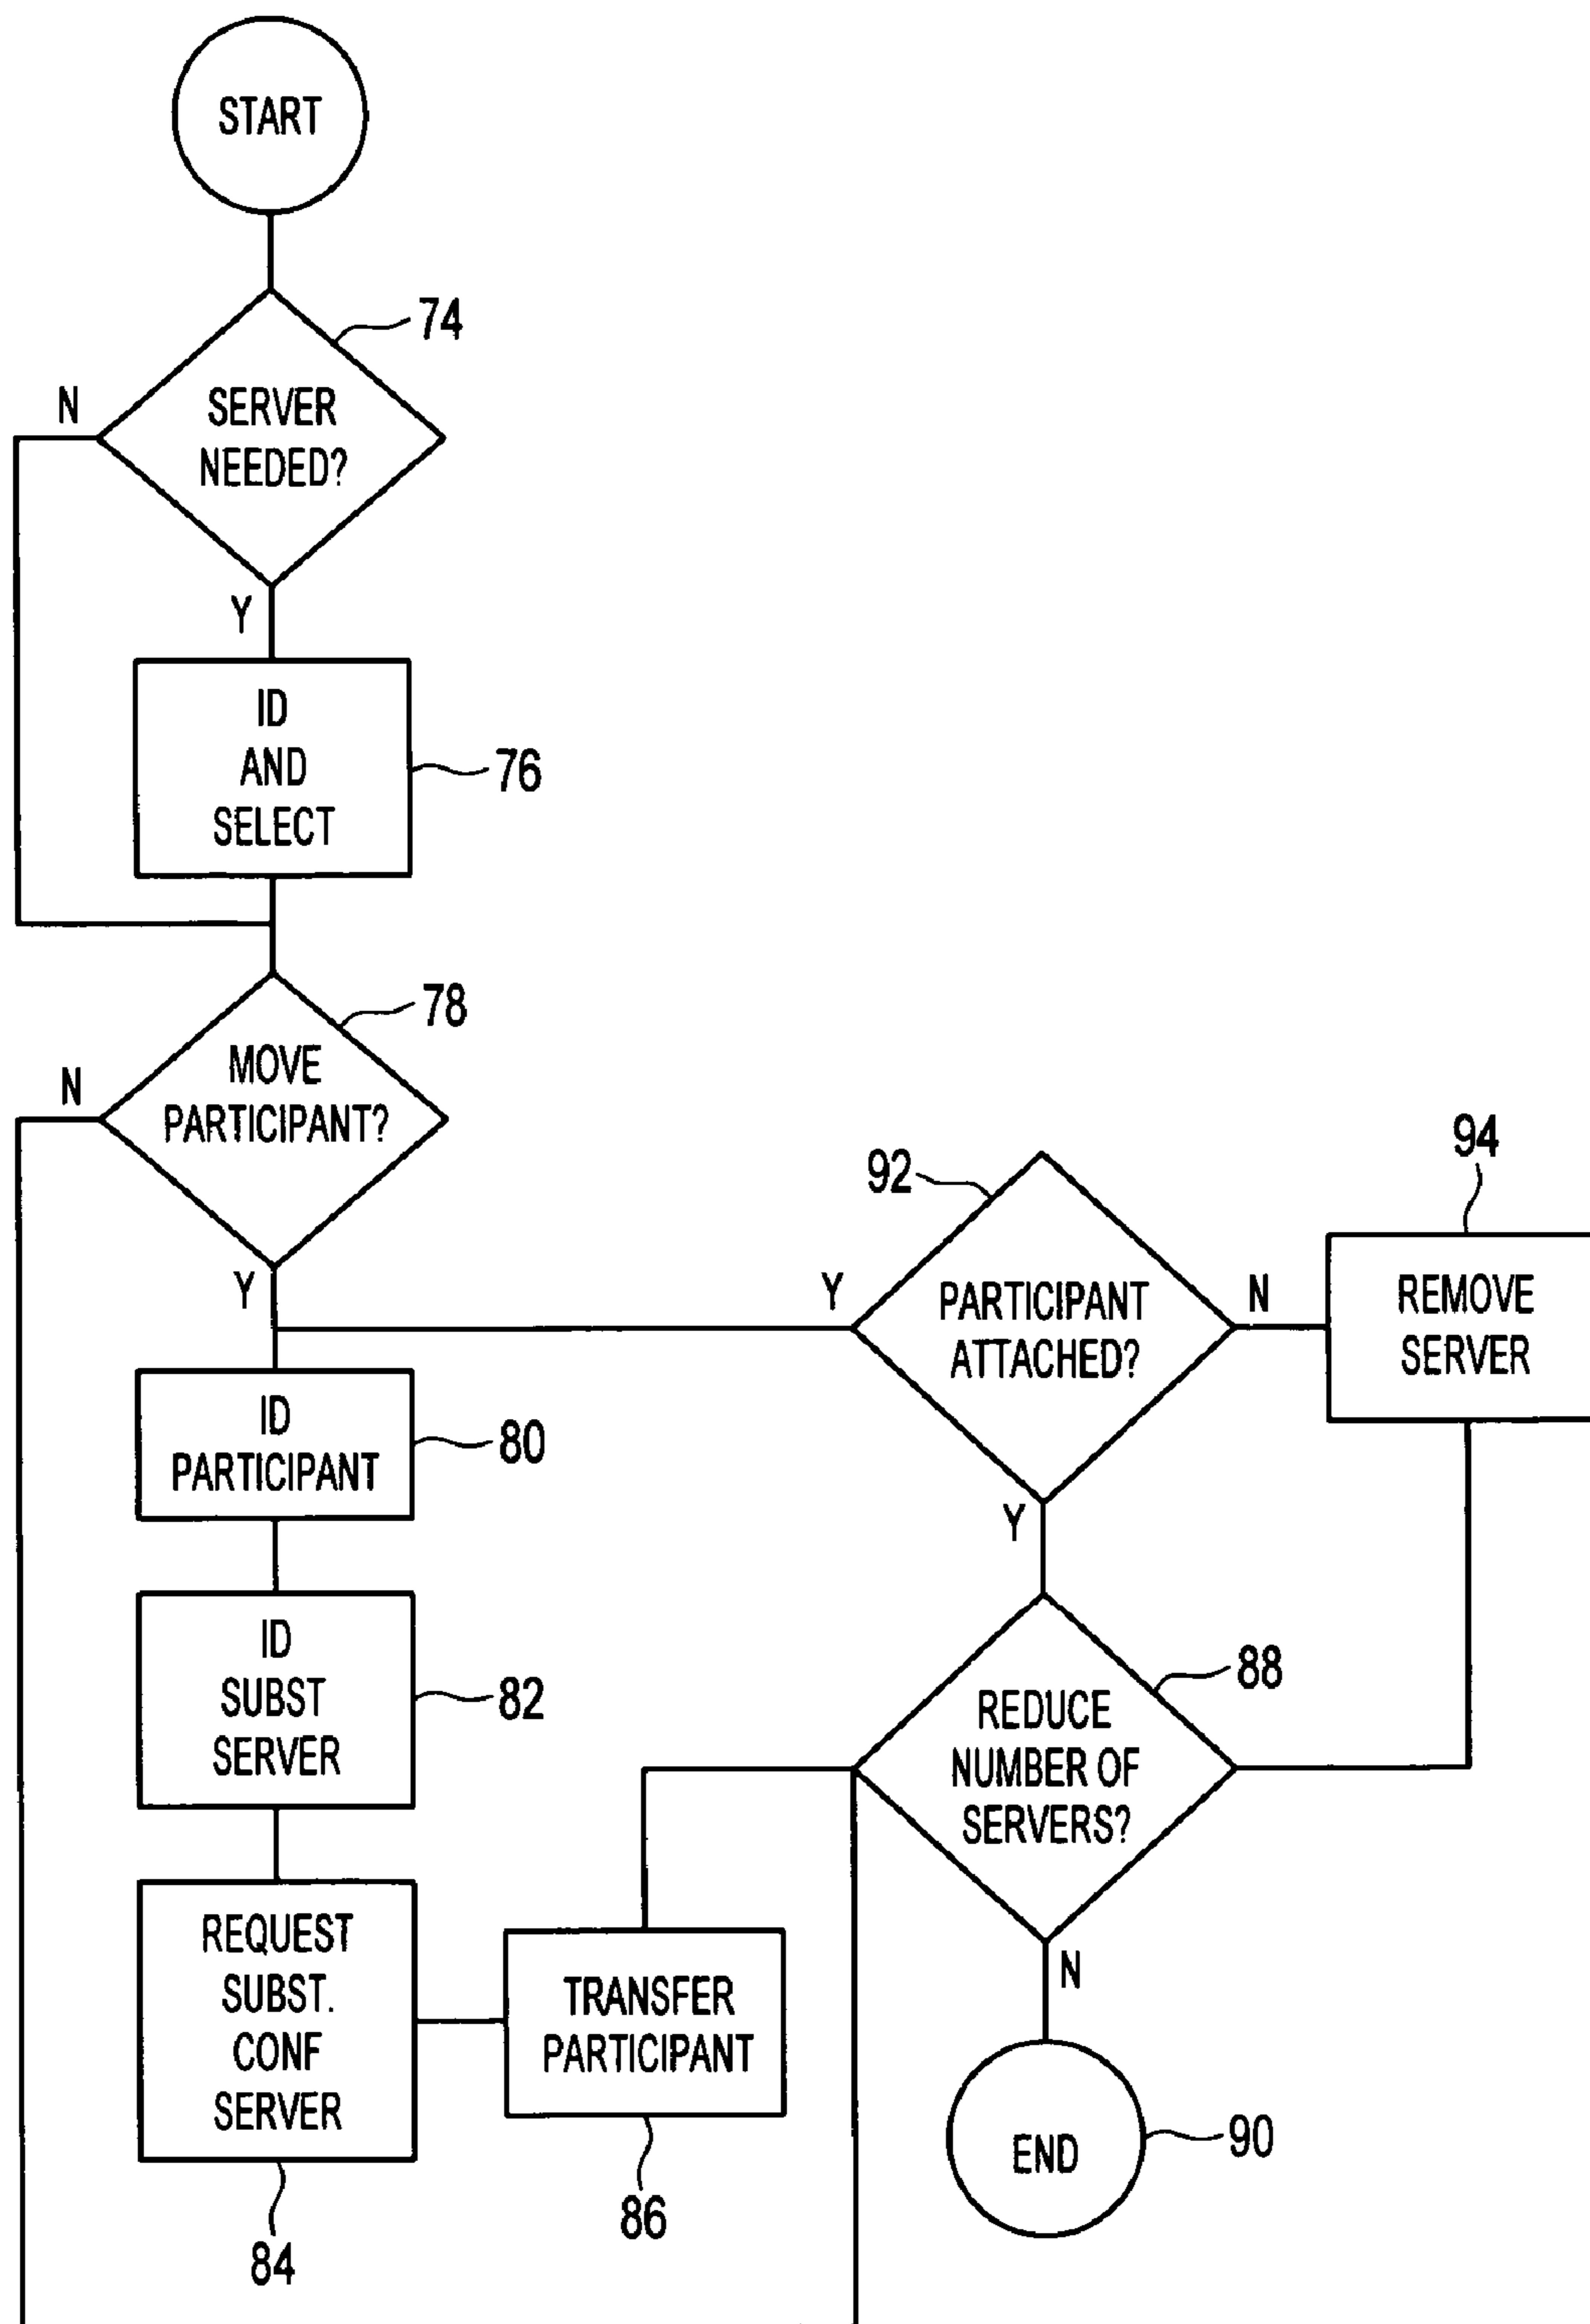 START
74
N
SERVER
NEEDED?
Y
ID
AND
SELECT
76
78
N
MOVE
PARTICIPANT?
Y
92
94
Y
PARTICIPANT
ATTACHED?
N
REMOVE
SERVER
ID
PARTICIPANT
80
Y
ID
SUBST
SERVER
82
88
REDUCE
NUMBER OF
SERVERS?
REQUEST
SUBST.
CONF
SERVER
84
TRANSFER
PARTICIPANT
86
N
END
90